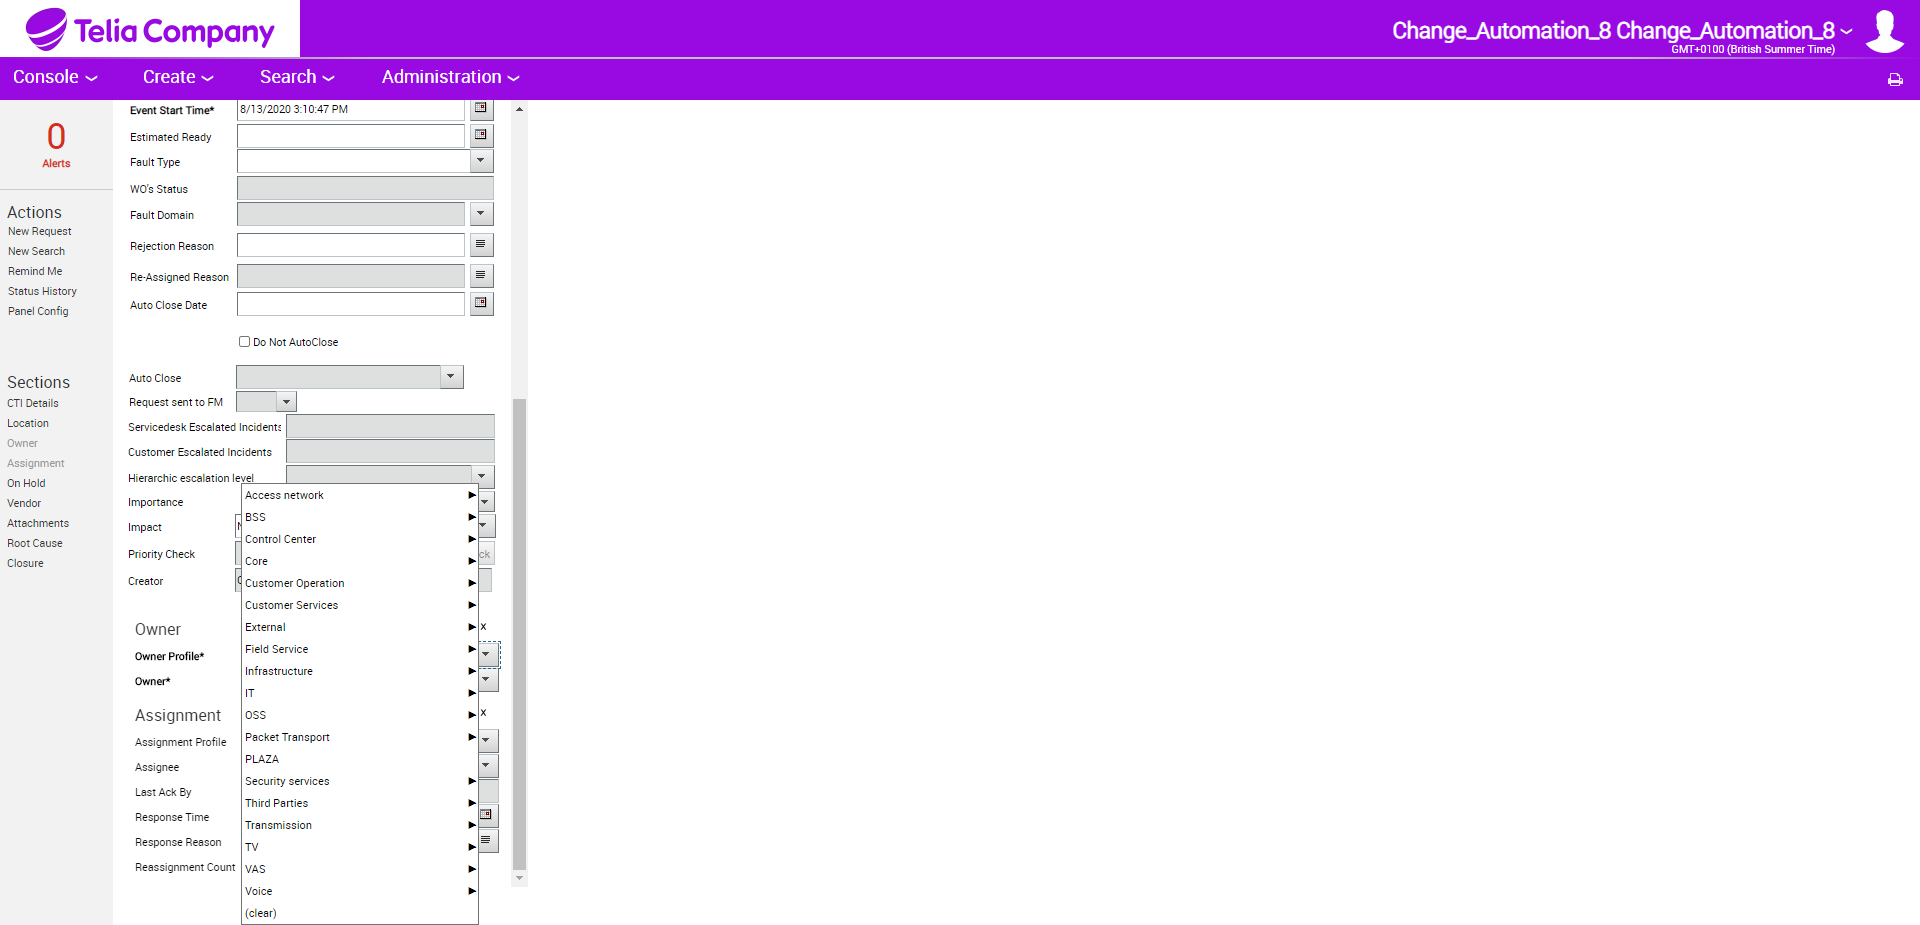 Telia Company
Change_Automation_8 Change_Automation_8
GMT+0100 (British Summer Time)
Console
Create
Search
Administration
0
Alerts
Actions
New Request
New Search
Remind Me
Status History
Panel Config
Sections
CTI Details
Location
Owner
Assignment
On Hold
Vendor
Attachments
Root Cause
Closure
Event Start Time* 8/13/2020 3:10:47 PM
Estimated Ready
Fault Type
WO's Status
Fault Domain
Rejection Reason
Re-Assigned Reason
Auto Close Date
Do Not AutoClose
Auto Close
Request sent to FM
Servicedesk Escalated Incidents
Customer Escalated Incidents
Hierarchic escalation level
Importance
Impact
Priority Check
Creator
Owner x
Owner Profile*
Owner*
Assignment x
Assignment Profile
Assignee
Last Ack By
Response Time
Response Reason
Reassignment Count
Access network
BSS
Control Center
Core
Customer Operation
Customer Services
External
Field Service
Infrastructure
IT
OSS
Packet Transport
PLAZA
Security services
Third Parties
Transmission
TV
VAS
Voice
(clear)